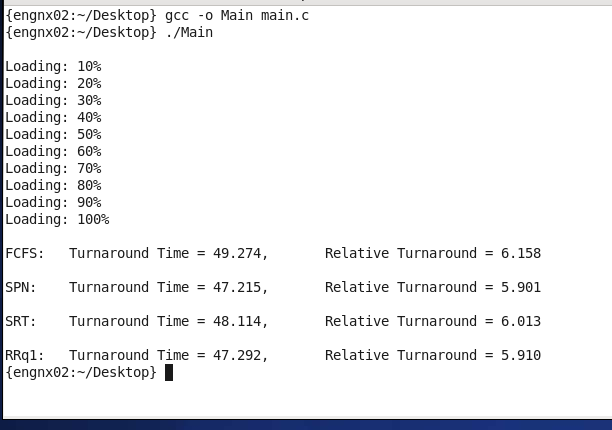 {engnx02:~/Desktop} gcc -o Main main.c
{engnx02:~/Desktop} ./Main
Loading: 10%
Loading: 20%
Loading: 30%
Loading: 40%
Loading: 50%
Loading: 60%
Loading: 70%
Loading: 80%
Loading: 90%
Loading: 100%
FCFS:   Turnaround Time = 49.274,       Relative Turnaround = 6.158
SPN:    Turnaround Time = 47.215,       Relative Turnaround = 5.901
SRT:    Turnaround Time = 48.114,       Relative Turnaround = 6.013
RRq1:   Turnaround Time = 47.292,       Relative Turnaround = 5.910
{engnx02:~/Desktop}